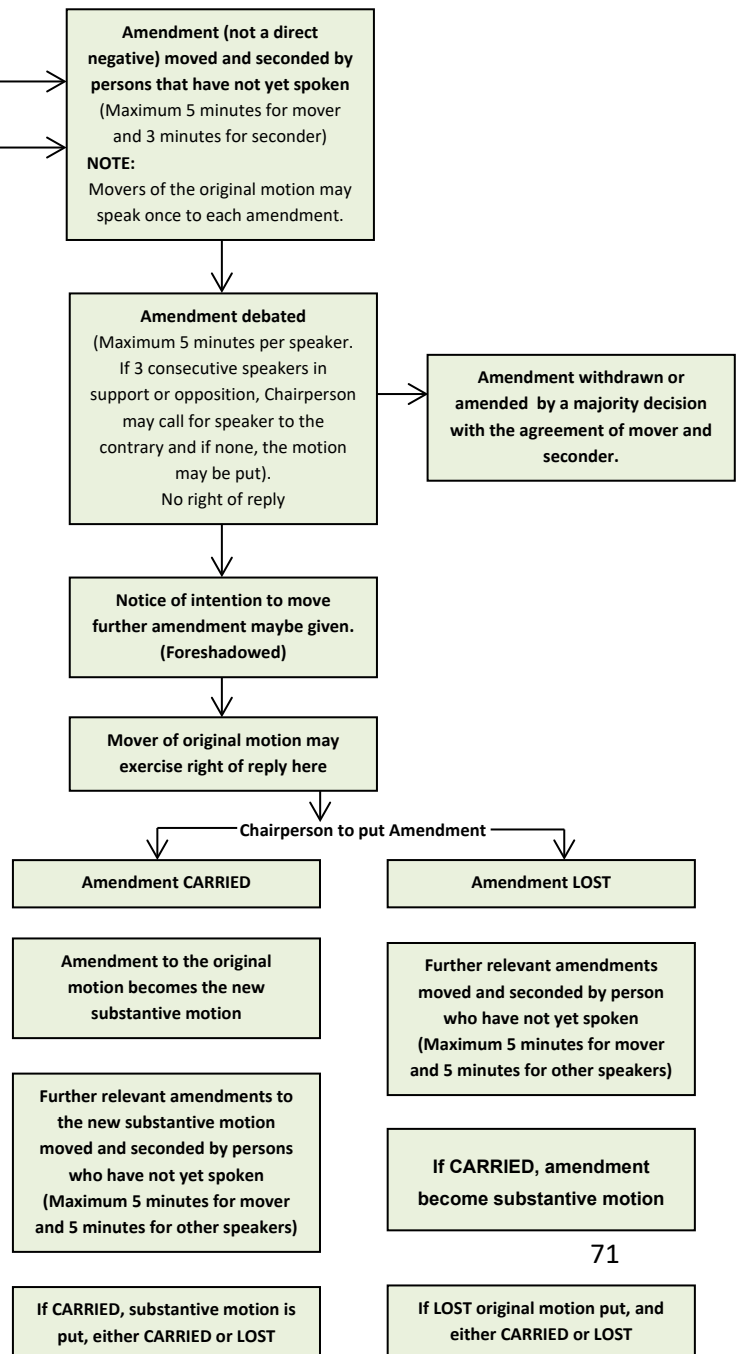 Amendment (not a direct
negative) moved and seconded by
persons that have not yet spoken
(Maximum 5 minutes for mover
and 3 minutes for seconder)
NOTE:
Movers of the original motion may
speak once to each amendment.
Amendment debated
(Maximum 5 minutes per speaker.
If 3 consecutive speakers in
support or opposition, Chairperson
may call for speaker to the
contrary and if none, the motion
may be put).
No right of reply
Amendment withdrawn or
amended by a majority decision
with the agreement of mover and
seconder.
Notice of intention to move
further amendment maybe given.
(Foreshadowed)
Mover of original motion may
exercise right of reply here
Chairperson to put Amendment
Amendment CARRIED
Amendment to the original
motion becomes the new
substantive motion
Further relevant amendments to
the new substantive motion
moved and seconded by persons
who have not yet spoken
(Maximum 5 minutes for mover
and 5 minutes for other speakers)
If CARRIED, substantive motion is
put, either CARRIED or LOST
Amendment LOST
Further relevant amendments
moved and seconded by person
who have not yet spoken
(Maximum 5 minutes for mover
and 5 minutes for other speakers)
If CARRIED, amendment
become substantive motion
71
If LOST original motion put, and
either CARRIED or LOST